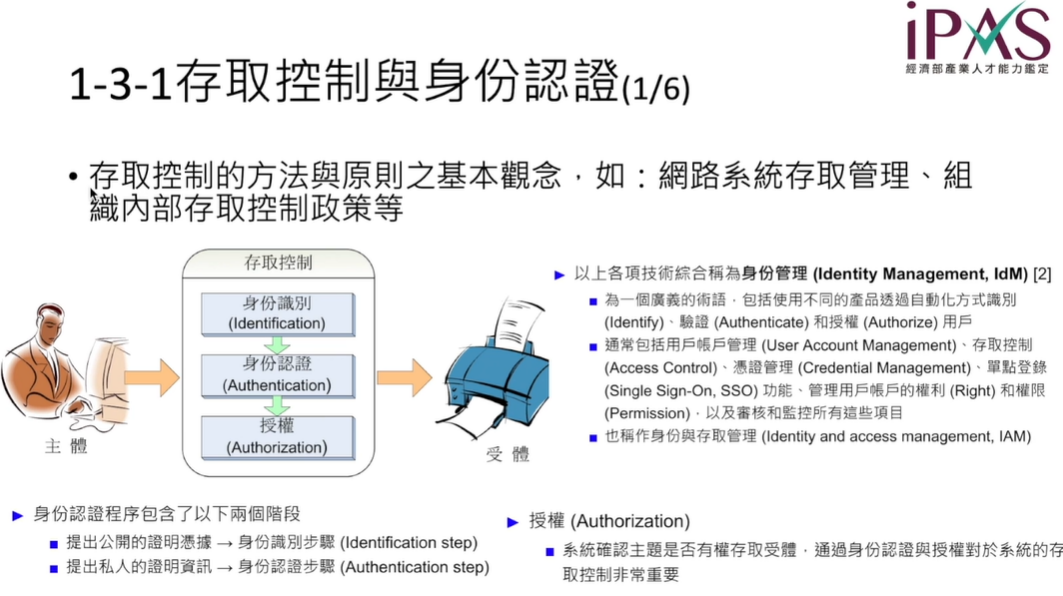 iPAS
經濟部產業人才能力鑑定
1-3-1存取控制與身份認證(1/6)
• 存取控制的方法與原則之基本觀念，如：網路系統存取管理、組
織內部存取控制政策等
存取控制
身份識別
(Identification)
身份認證
(Authentication)
授權
(Authorization)
主 體
受 體
► 以上各項技術綜合稱為身份管理 (Identity Management, IdM) [2]
■ 為一個廣義的術語，包括使用不同的產品透過自動化方式識別
(Identify)、驗證 (Authenticate) 和授權 (Authorize) 用戶
■ 通常包括用戶帳戶管理 (User Account Management)、存取控制
(Access Control)、憑證管理 (Credential Management)、單點登錄
(Single Sign-On, SSO) 功能、管理用戶帳戶的權利 (Right) 和權限
(Permission)，以及審核和監控所有這些項目
■ 也稱作身份與存取管理 (Identity and access management, IAM)
► 身份認證程序包含了以下兩個階段
■ 提出公開的證明憑據 → 身份識別步驟 (Identification step)
■ 提出私人的證明資訊 → 身份認證步驟 (Authentication step)
► 授權 (Authorization)
■ 系統確認主題是否有權存取受體，通過身份認證與授權對於系統的存
取控制非常重要